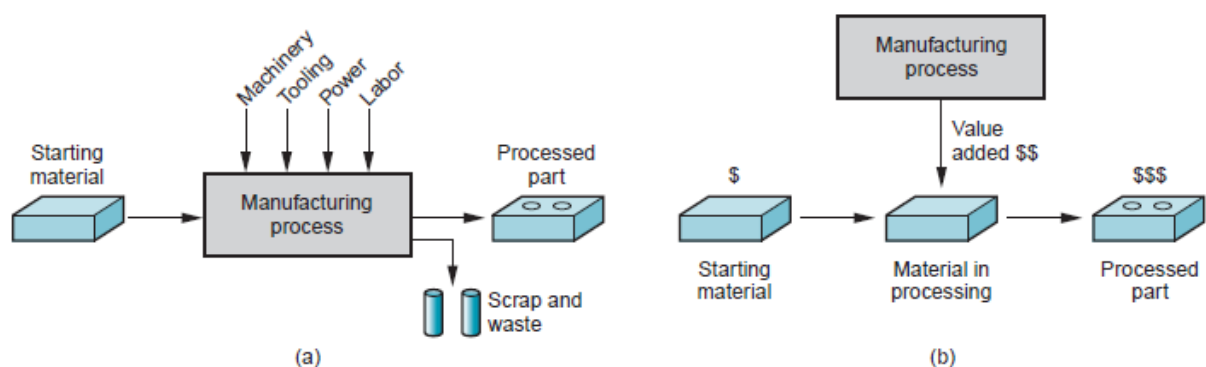 Machinery
Tooling
Power
Labor
Starting
material
Manufacturing
process
Processed
part
Scrap and
waste
(a)
Manufacturing
process
Value
added $$
$
$$$
Starting
material
Material in
processing
Processed
part
(b)